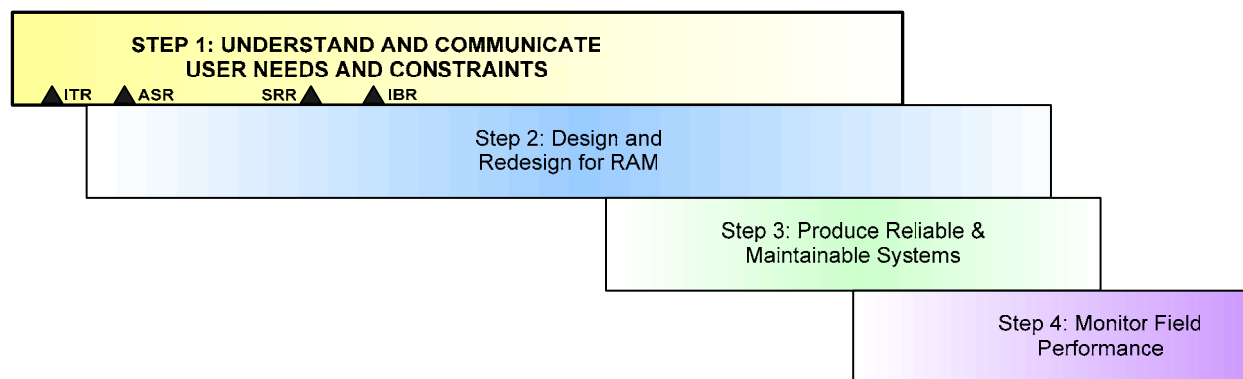 STEP 1: UNDERSTAND AND COMMUNICATE
USER NEEDS AND CONSTRAINTS
ITR ASR SRR IBR
Step 2: Design and
Redesign for RAM
Step 3: Produce Reliable &
Maintainable Systems
Step 4: Monitor Field
Performance